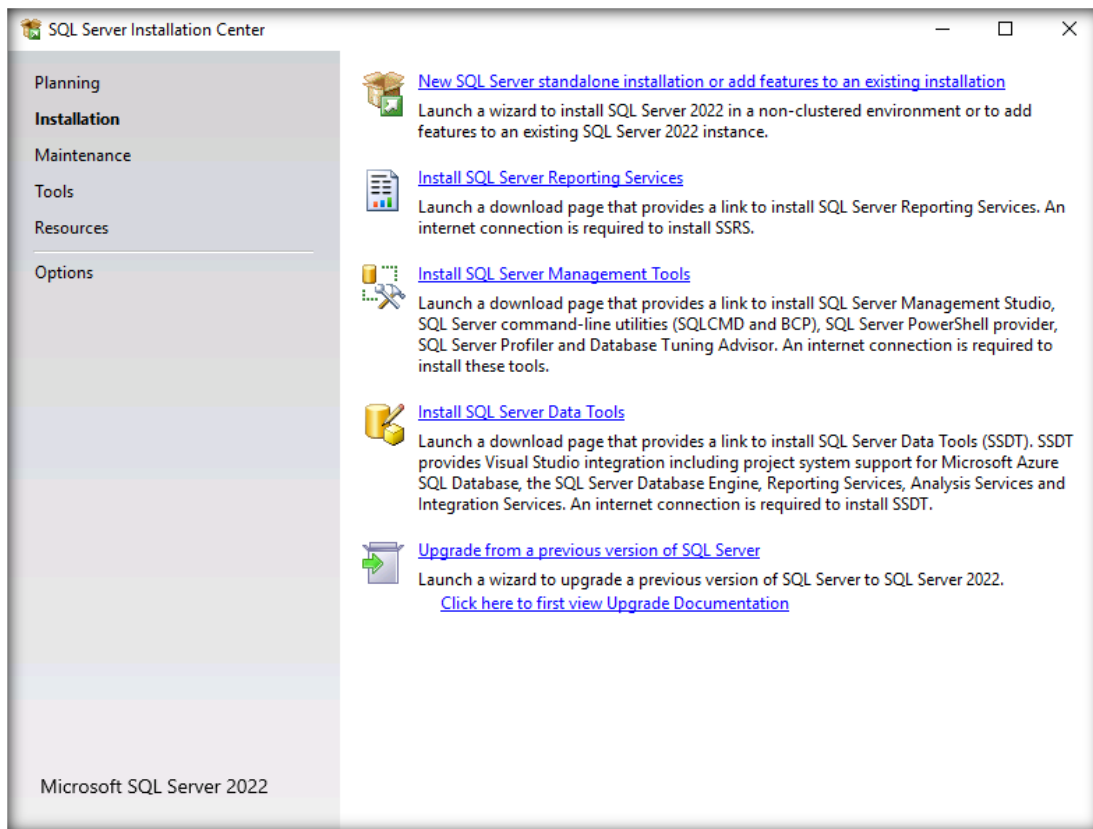 SQL Server Installation Center
Planning
Installation
Maintenance
Tools
Resources
Options
Microsoft SQL Server 2022
New SQL Server standalone installation or add features to an existing installation
Launch a wizard to install SQL Server 2022 in a non-clustered environment or to add
features to an existing SQL Server 2022 instance.
Install SQL Server Reporting Services
Launch a download page that provides a link to install SQL Server Reporting Services. An
internet connection is required to install SSRS.
Install SQL Server Management Tools
Launch a download page that provides a link to install SQL Server Management Studio,
SQL Server command-line utilities (SQLCMD and BCP), SQL Server PowerShell provider,
SQL Server Profiler and Database Tuning Advisor. An internet connection is required to
install these tools.
Install SQL Server Data Tools
Launch a download page that provides a link to install SQL Server Data Tools (SSDT). SSDT
provides Visual Studio integration including project system support for Microsoft Azure
SQL Database, the SQL Server Database Engine, Reporting Services, Analysis Services and
Integration Services. An internet connection is required to install SSDT.
Upgrade from a previous version of SQL Server
Launch a wizard to upgrade a previous version of SQL Server to SQL Server 2022.
Click here to first view Upgrade Documentation